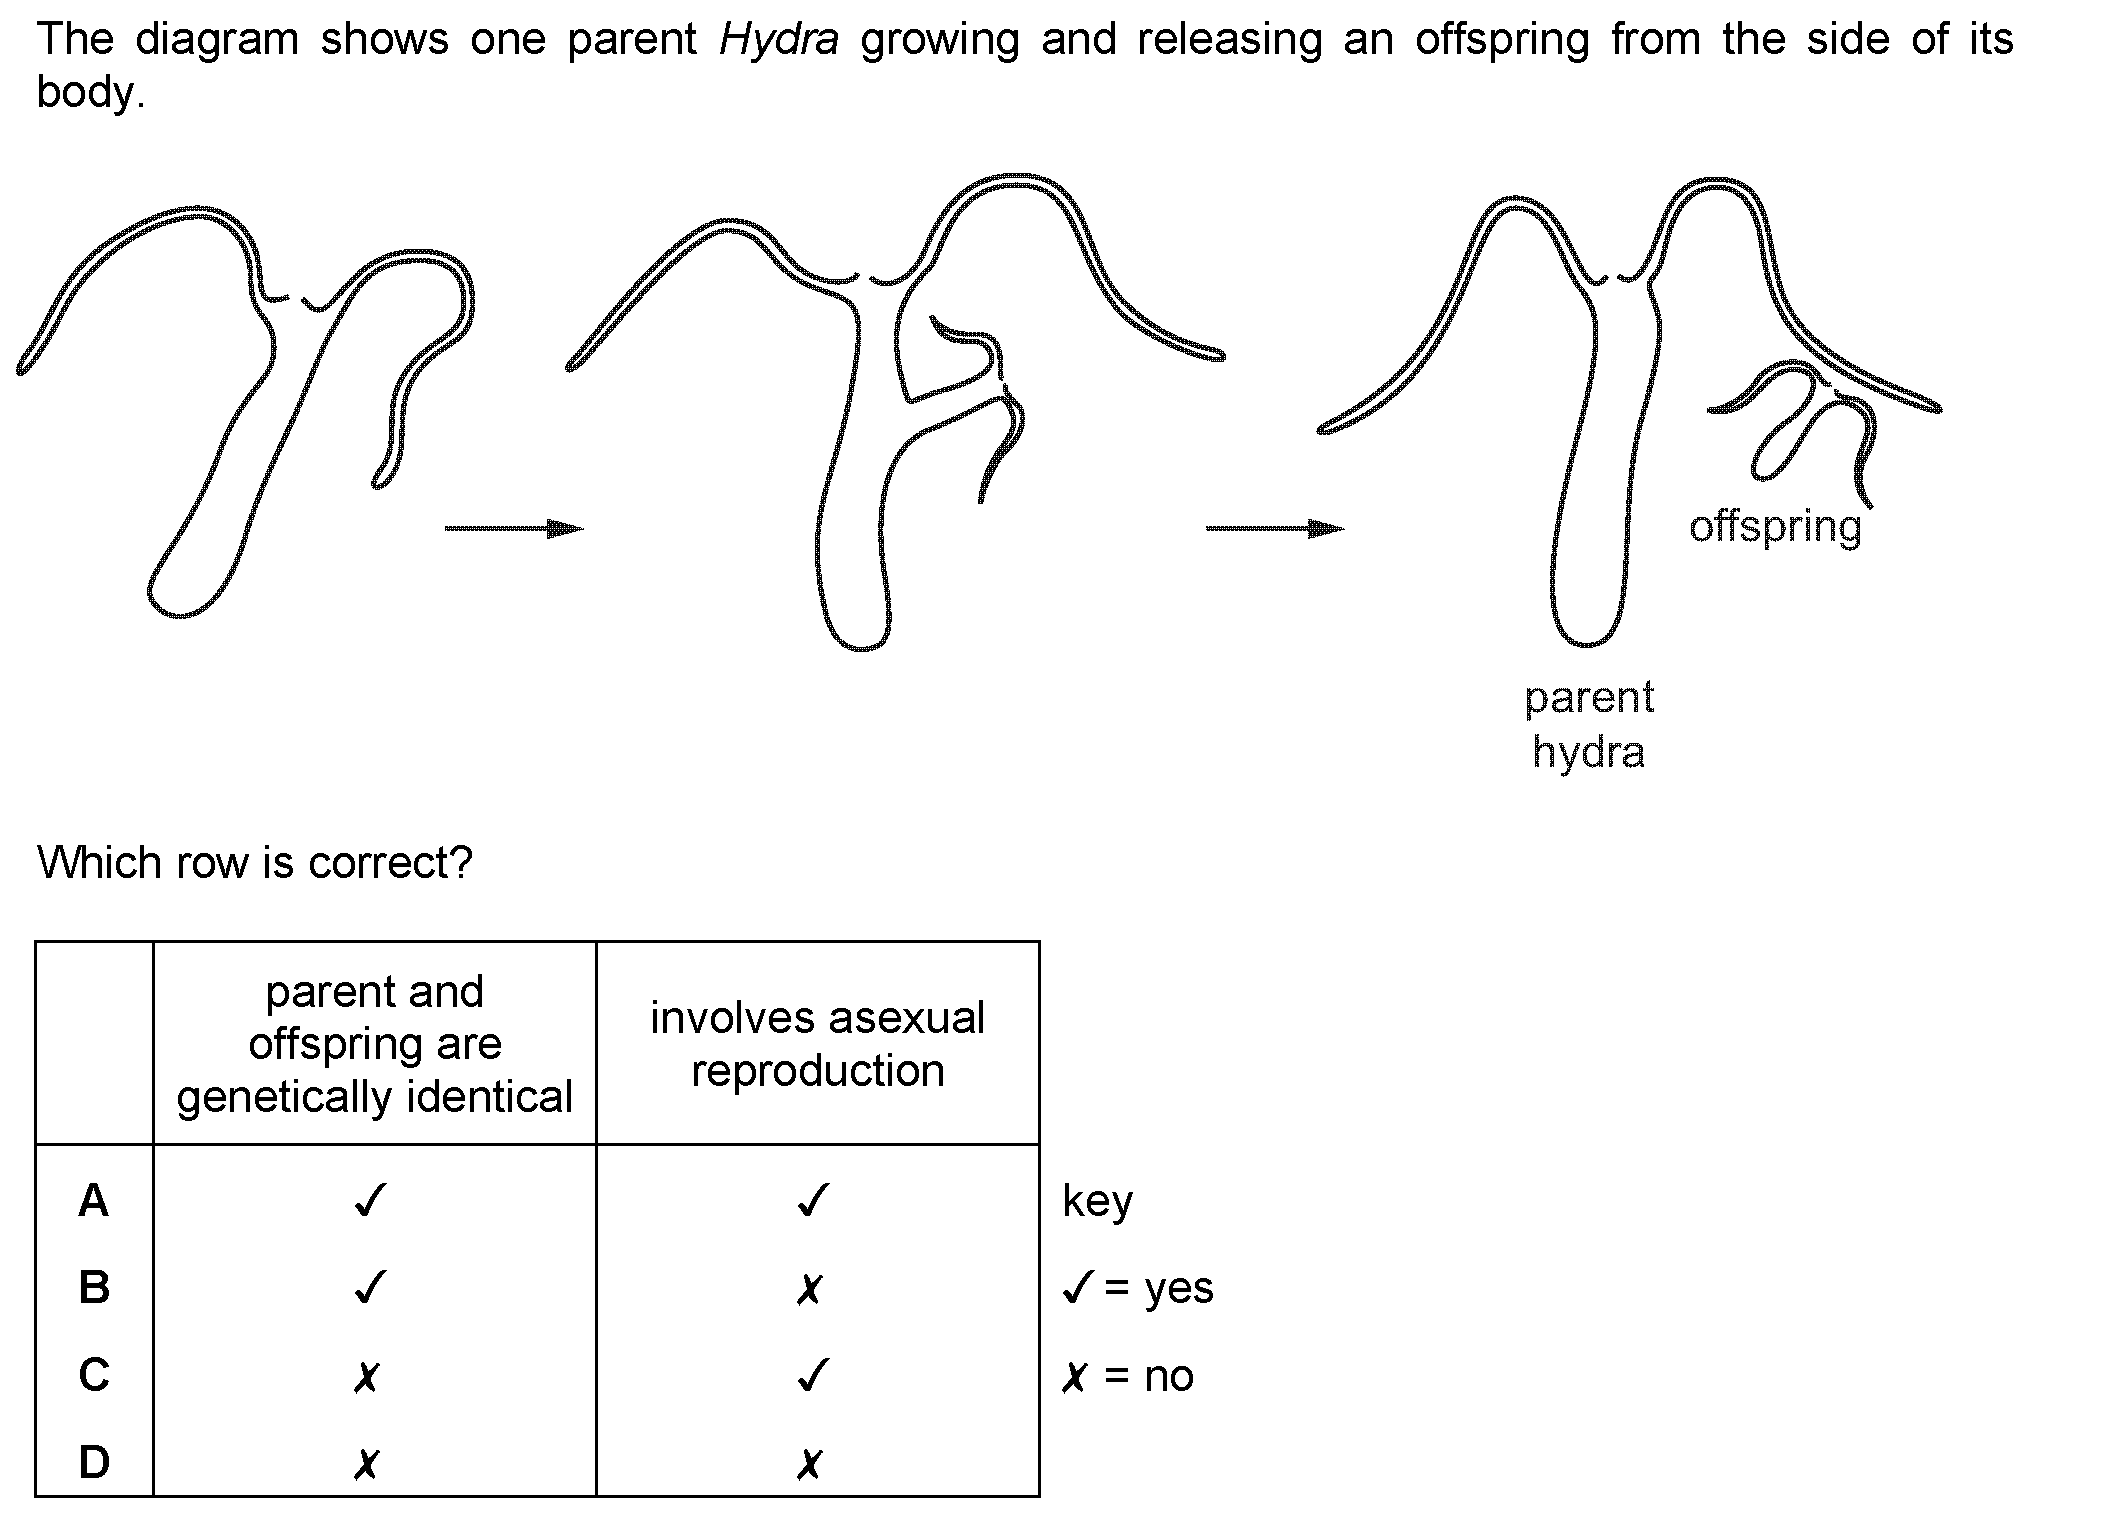 The diagram shows one parent Hydra growing and releasing an offspring from the side of its
body.
offspring
parent
hydra
Which row is correct?
parent and
offspring are
genetically identical
involves asexual
reproduction
A ✓ ✓ key
B ✓ ✗ ✓ = yes
C ✗ ✓ ✗ = no
D ✗ ✗